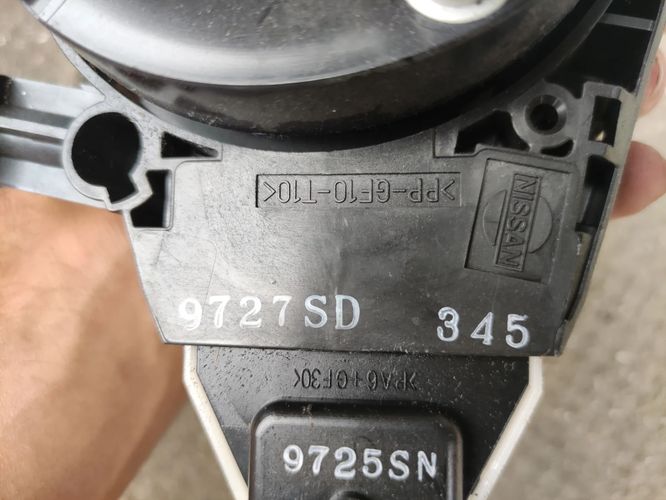 >PP-GF10-T10<
NISSAN
9727SD 345
>PA6+GF30<
9725SN